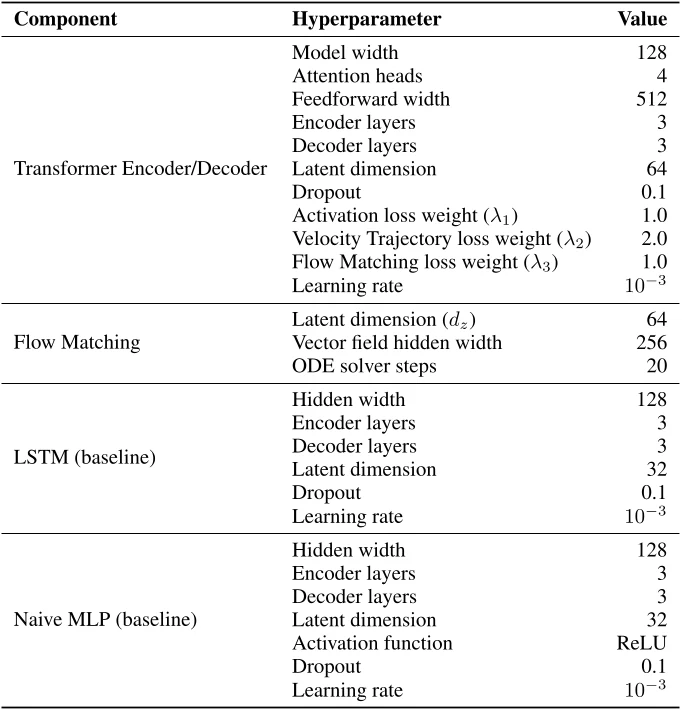 Component Hyperparameter Value
Model width 128
Attention heads 4
Feedforward width 512
Encoder layers 3
Decoder layers 3
Transformer Encoder/Decoder Latent dimension 64
Dropout 0.1
Activation loss weight (λ₁) 1.0
Velocity Trajectory loss weight (λ₂) 2.0
Flow Matching loss weight (λ₃) 1.0
Learning rate 10⁻³
Latent dimension (d_z) 64
Flow Matching Vector field hidden width 256
ODE solver steps 20
Hidden width 128
Encoder layers 3
Decoder layers 3
LSTM (baseline) Latent dimension 32
Dropout 0.1
Learning rate 10⁻³
Hidden width 128
Encoder layers 3
Decoder layers 3
Naive MLP (baseline) Latent dimension 32
Activation function ReLU
Dropout 0.1
Learning rate 10⁻³